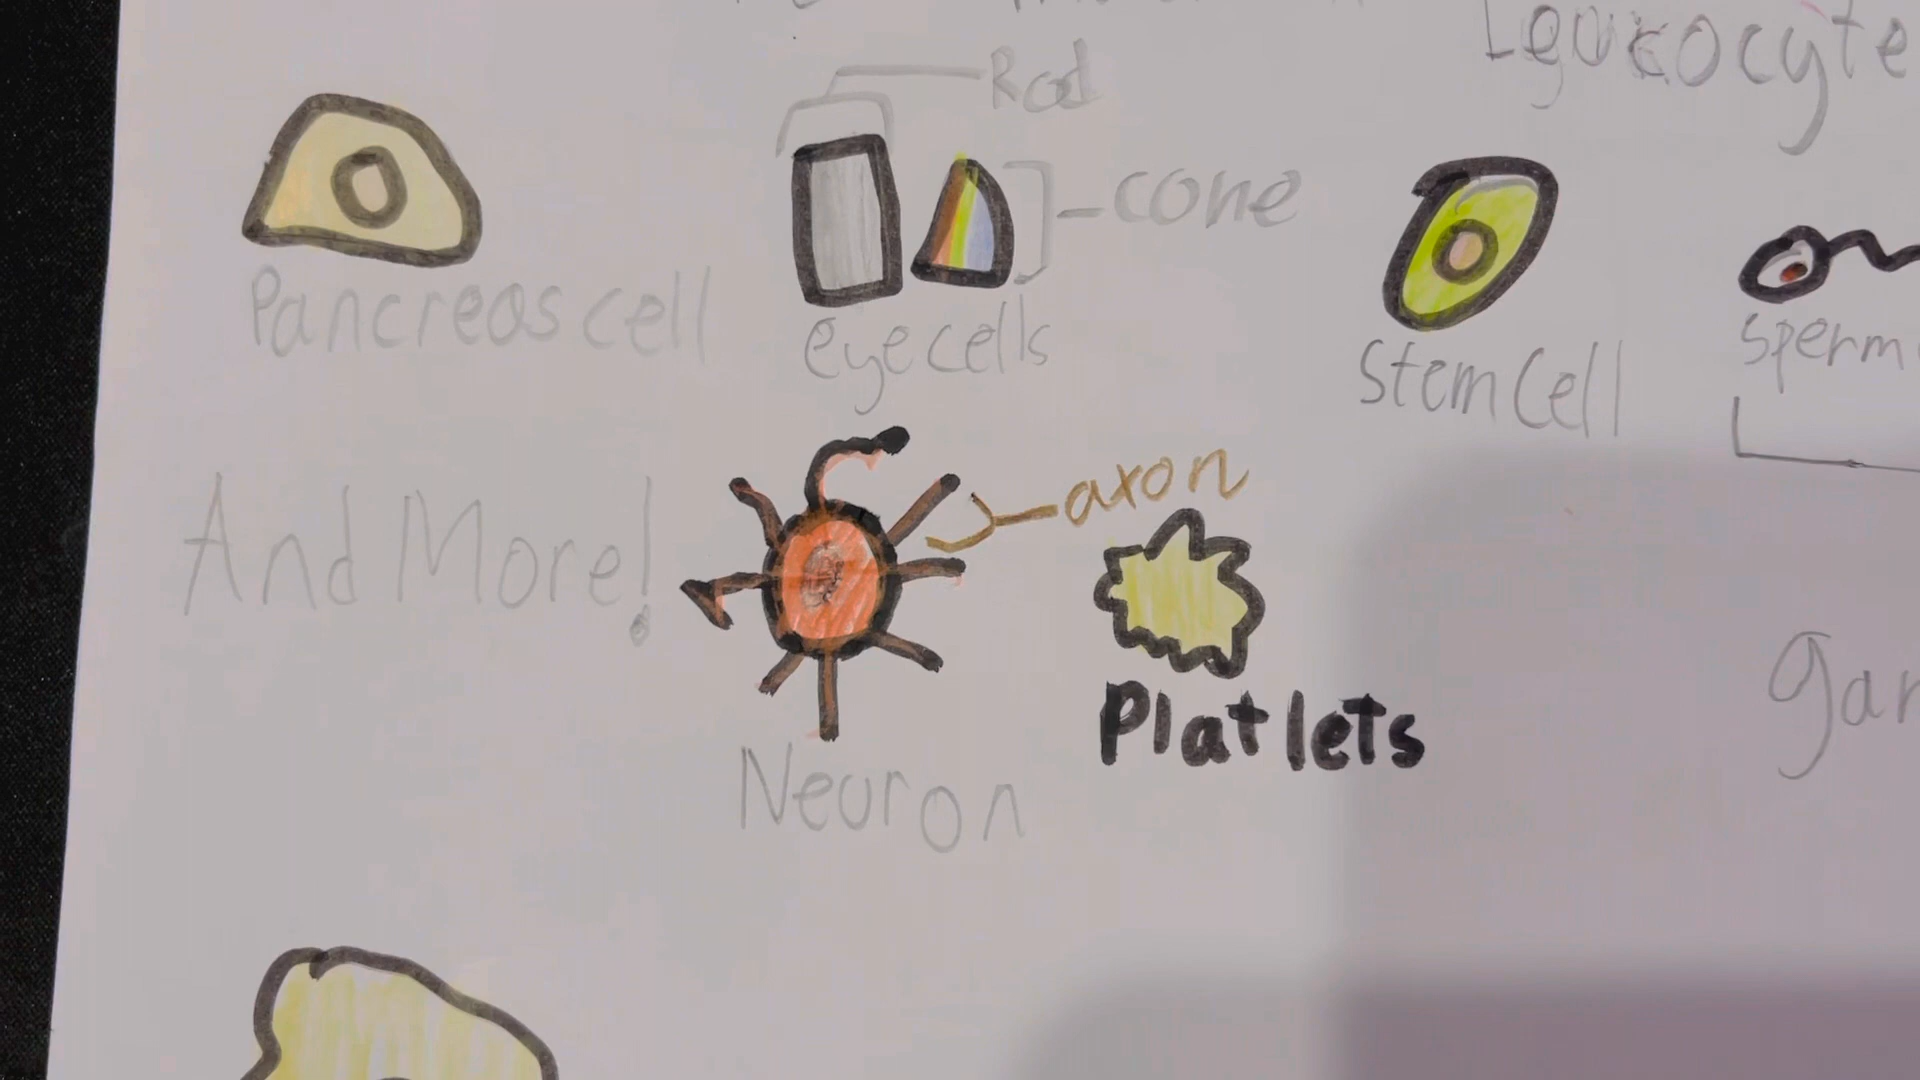 Leukocyte
Rod
cone
Pancreas cell
eye cells
Stem Cell
Sperm
And More!
axon
Platlets
Neuron